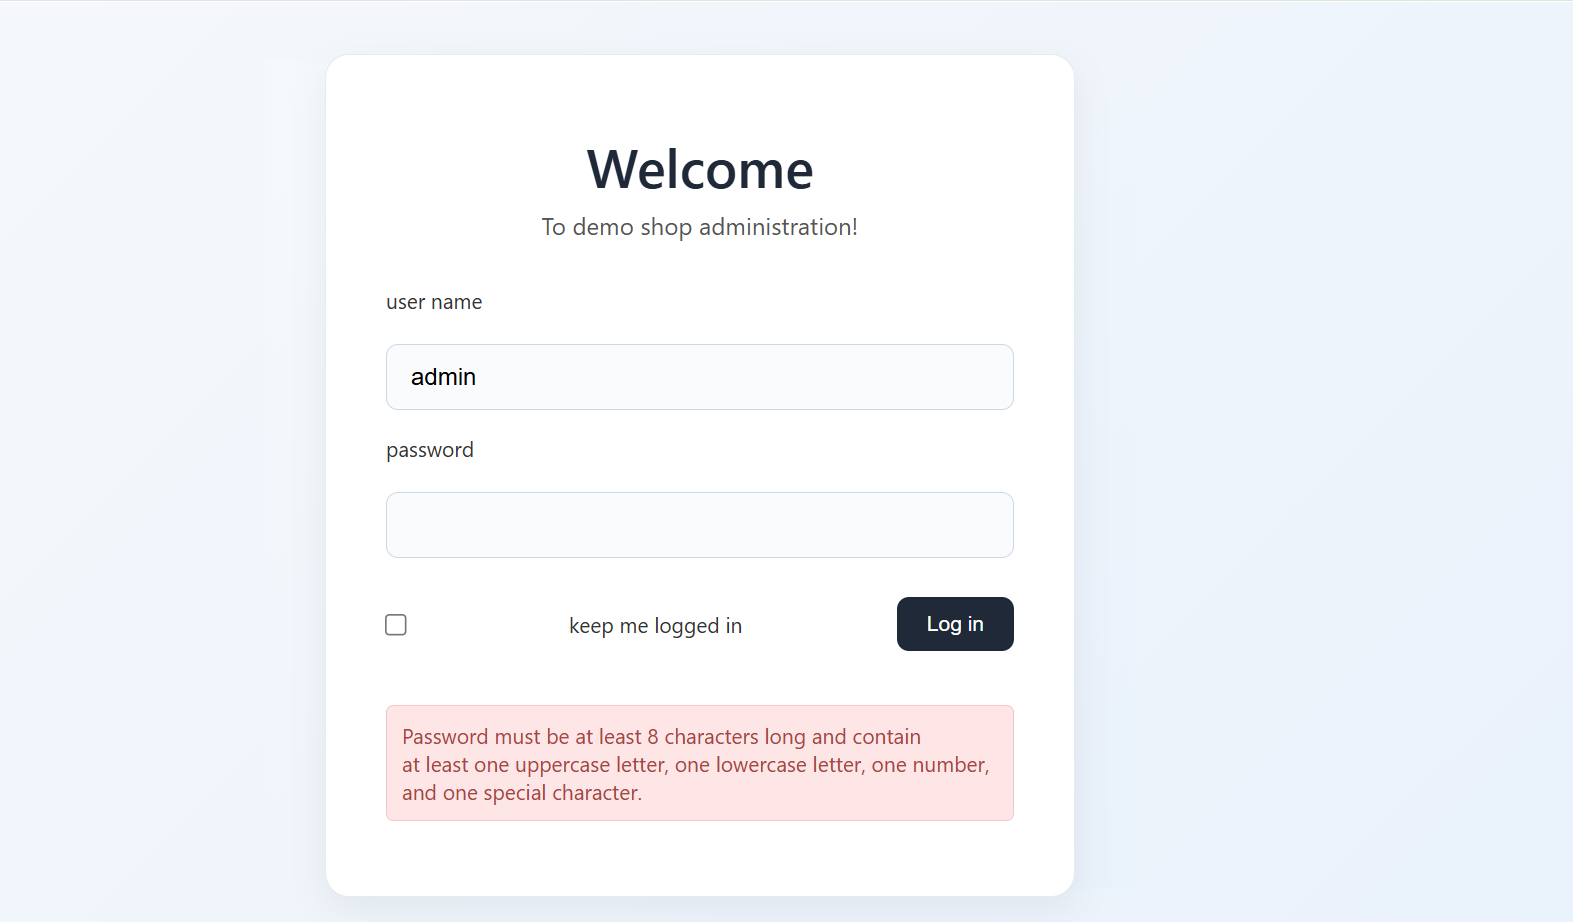 Welcome
To demo shop administration!
user name
admin
password
keep me logged in
Log in
Password must be at least 8 characters long and contain
at least one uppercase letter, one lowercase letter, one number,
and one special character.